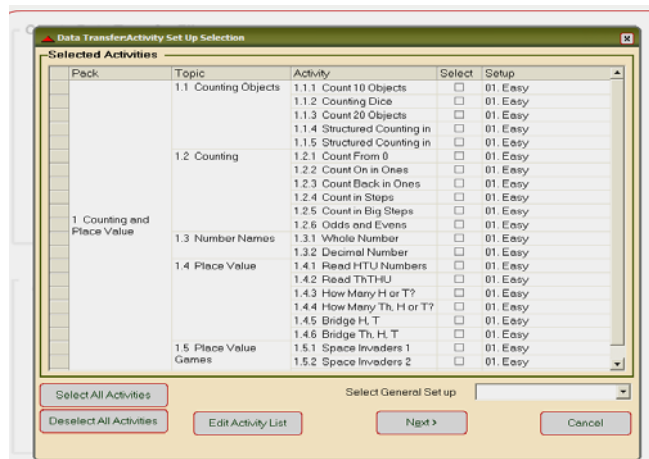 Data Transfer:Activity Set Up Selection
Selected Activities
Pack Topic Activity Select Setup
1.1 Counting Objects 1.1.1 Count 10 Objects 01. Easy
1.1.2 Counting Dice 01. Easy
1.1.3 Count 20 Objects 01. Easy
1.1.4 Structured Counting in 01. Easy
1.1.5 Structured Counting in 01. Easy
1.2 Counting 1.2.1 Count From 0 01. Easy
1.2.2 Count On in Ones 01. Easy
1.2.3 Count Back in Ones 01. Easy
1.2.4 Count in Steps 01. Easy
1.2.5 Count in Big Steps 01. Easy
1 Counting and
Place Value
1.2.6 Odds and Evens 01. Easy
1.3 Number Names 1.3.1 Whole Number 01. Easy
1.3.2 Decimal Number 01. Easy
1.4 Place Value 1.4.1 Read HTU Numbers 01. Easy
1.4.2 Read ThTHU 01. Easy
1.4.3 How Many H or T? 01. Easy
1.4.4 How Many Th, H or T? 01. Easy
1.4.5 Bridge H, T 01. Easy
1.4.6 Bridge Th, H, T 01. Easy
1.5 Place Value
Games
1.5.1 Space Invaders 1 01. Easy
1.5.2 Space Invaders 2 01. Easy
Select All Activities
Select General Set up
Deselect All Activities
Edit Activity List
Next >
Cancel